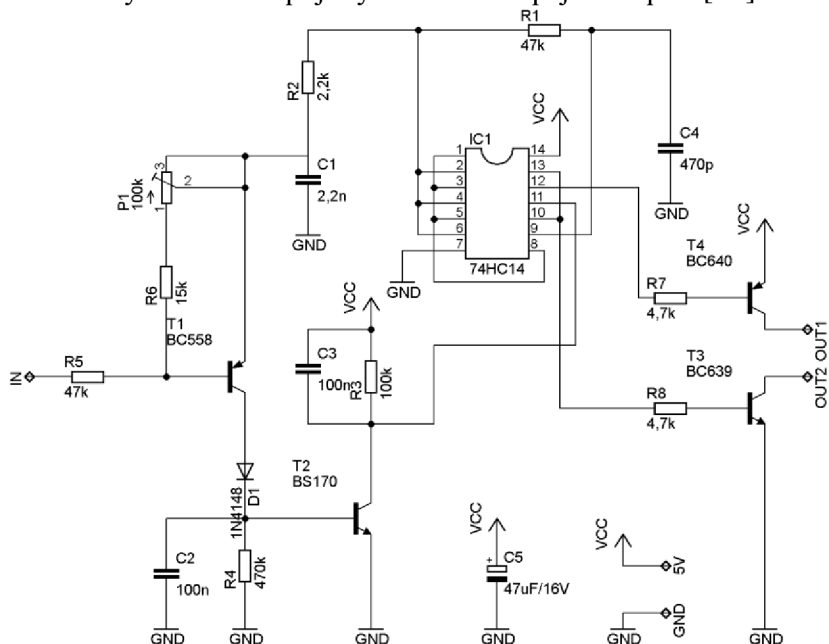 R1
47k
R2
2,2k
VCC
IC1
C4
470p
GND
1
2
3
4
5
6
7
14
13
12
11
10
9
8
74HC14
GND
C1
2,2n
GND
P1
100k
3
2
1
R6
15k
T1
BC558
IN
R5
47k
VCC
C3
100n
R3
100k
VCC
T4
BC640
R7
4,7k
OUT1
T3
BC639
OUT2
R8
4,7k
1N4148
D1
T2
BS170
C2
100n
R4
470k
VCC
+
C5
47uF/16V
VCC
5V
GND
GND
GND
GND
GND
GND
GND